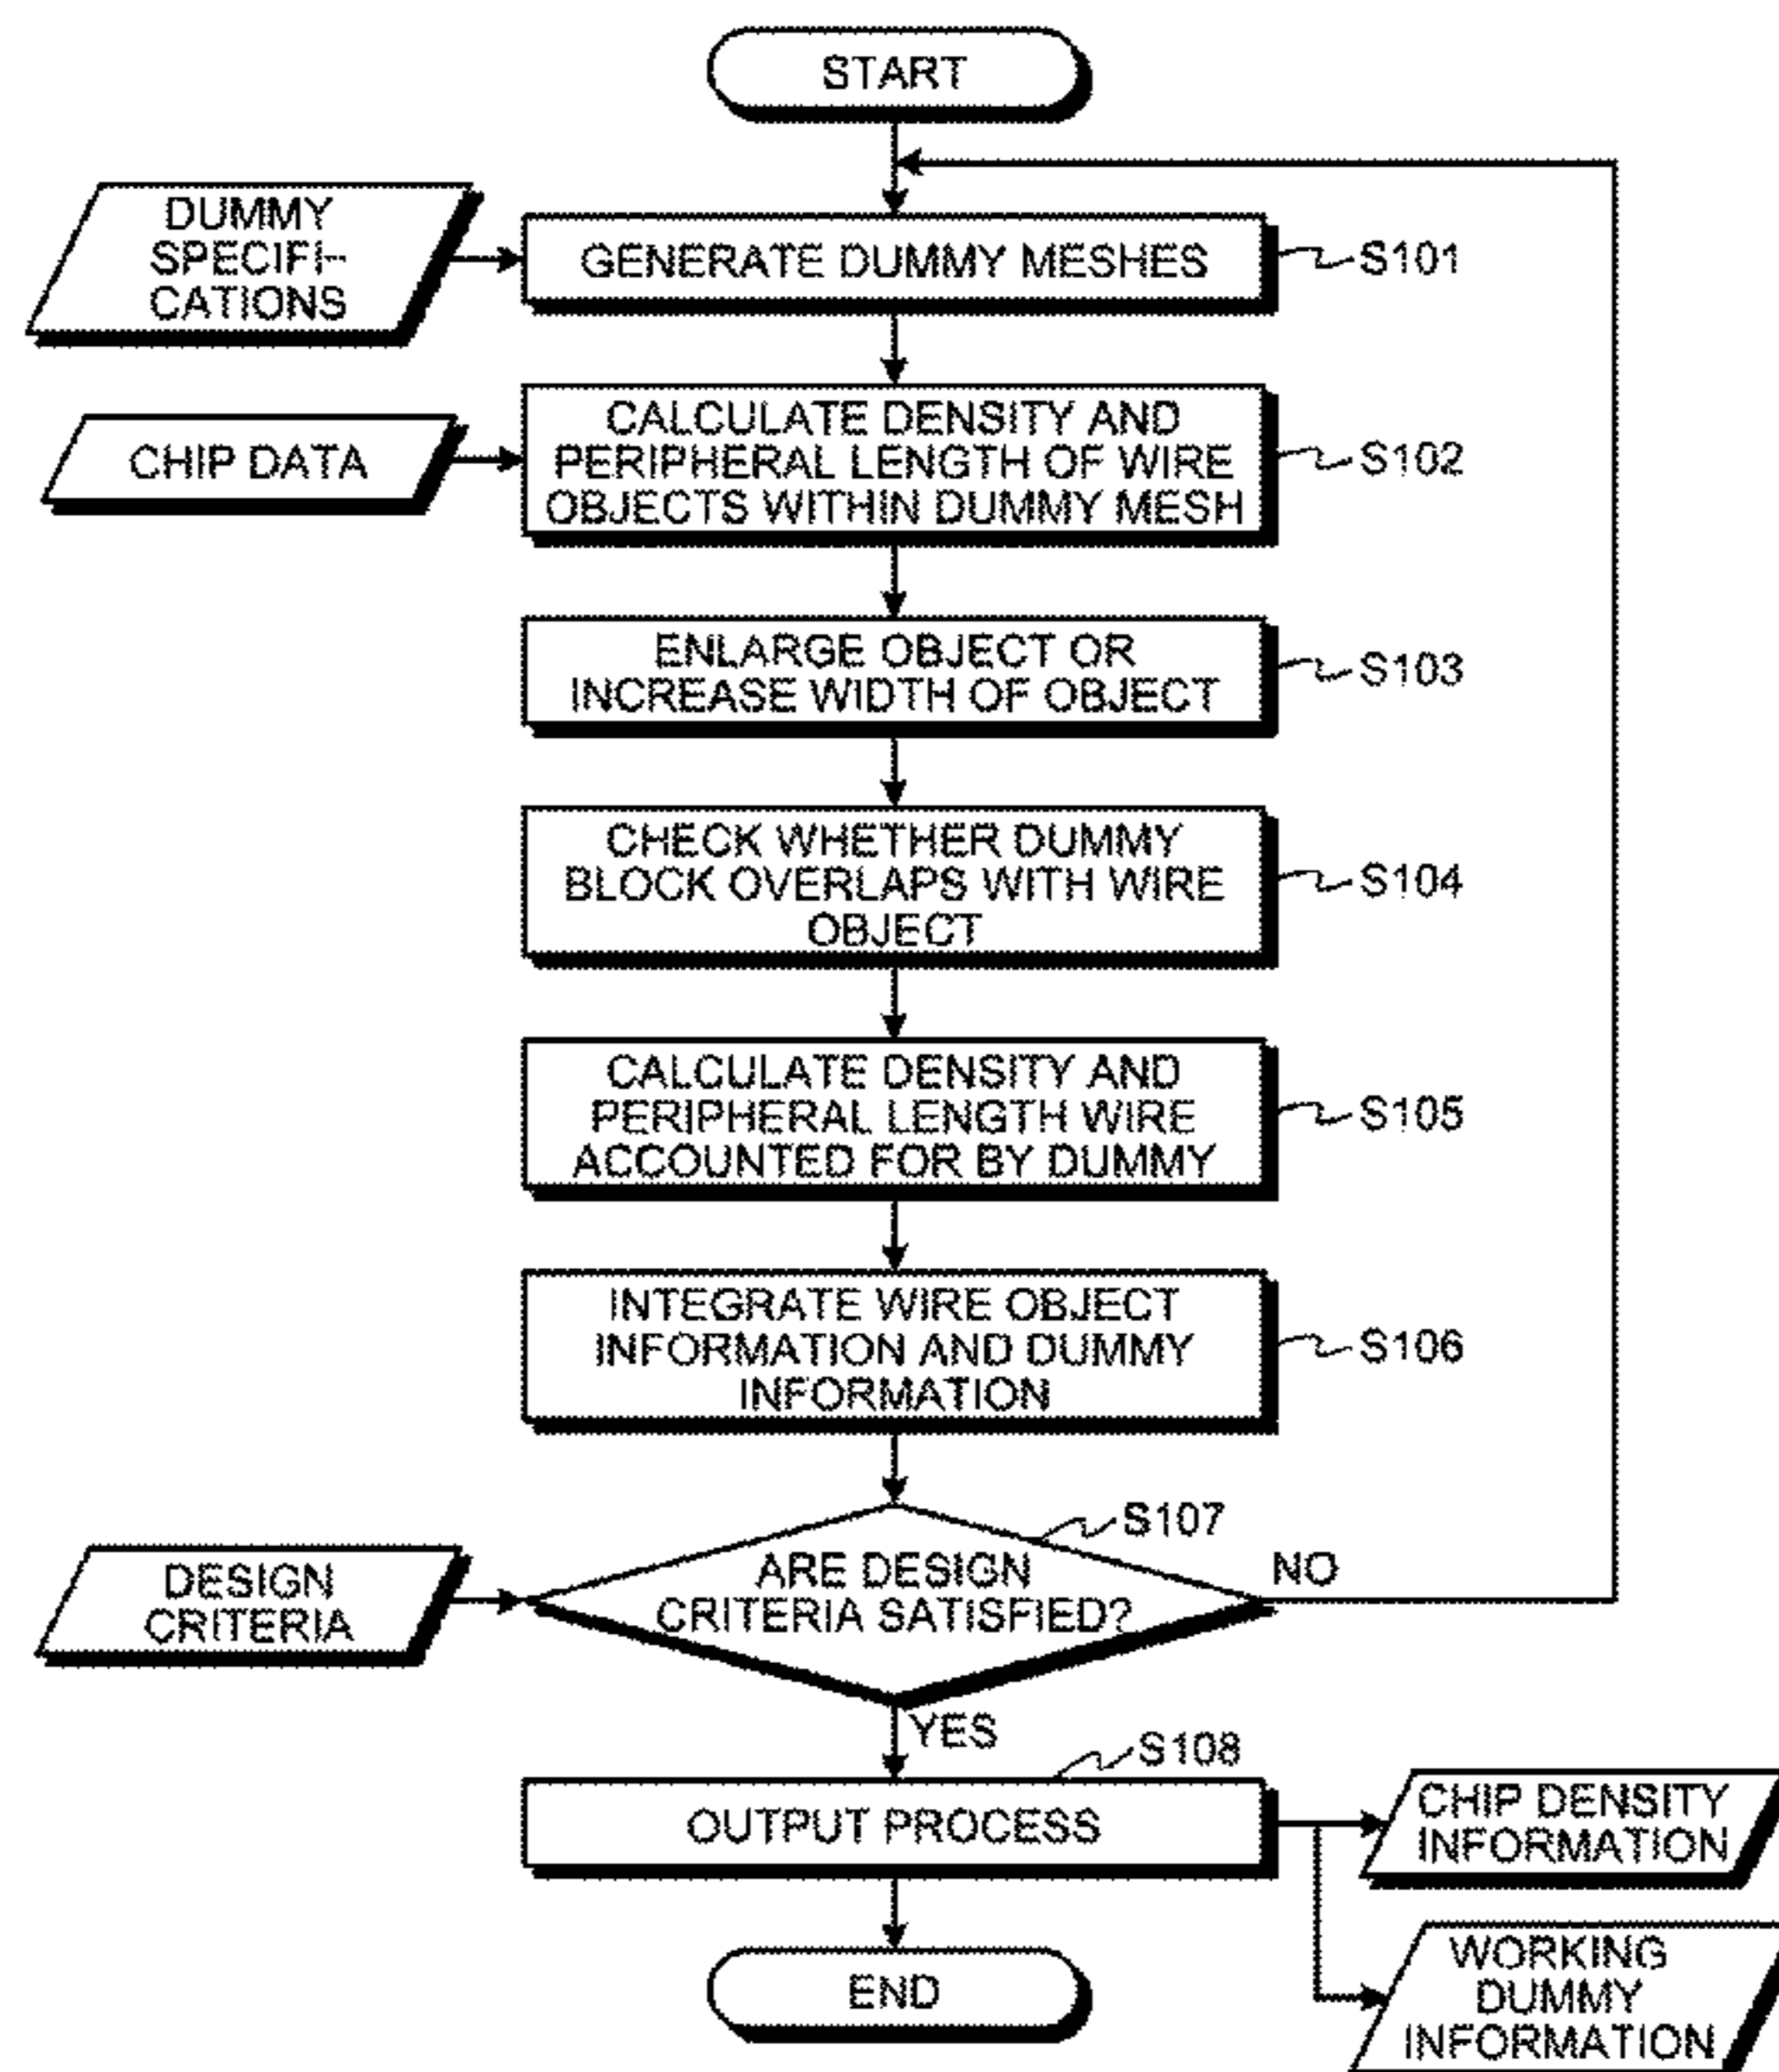 START
DUMMY
SPECIFI-
CATIONS
GENERATE DUMMY MESHES
S101
CHIP DATA
CALCULATE DENSITY AND
PERIPHERAL LENGTH OF WIRE
OBJECTS WITHIN DUMMY MESH
S102
ENLARGE OBJECT OR
INCREASE WIDTH OF OBJECT
S103
CHECK WHETHER DUMMY
BLOCK OVERLAPS WITH WIRE
OBJECT
S104
CALCULATE DENSITY AND
PERIPHERAL LENGTH WIRE
ACCOUNTED FOR BY DUMMY
S105
INTEGRATE WIRE OBJECT
INFORMATION AND DUMMY
INFORMATION
S106
DESIGN
CRITERIA
S107
ARE DESIGN
CRITERIA SATISFIED?
NO
YES
S108
OUTPUT PROCESS
CHIP DENSITY
INFORMATION
WORKING
DUMMY
INFORMATION
END